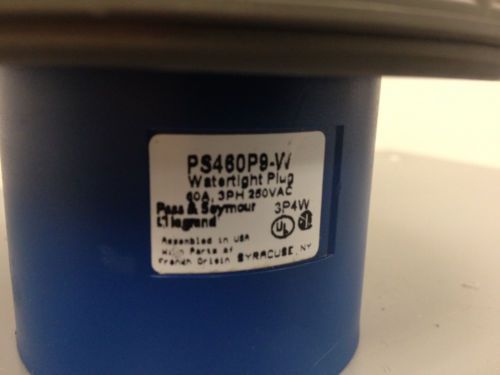 PS460P9-W
Watertight Plug
60A, 3PH 250VAC
Pass & Seymour 3P4W
Legrand UL
Assembled in USA
With Parts of
French Origin SYRACUSE, NY